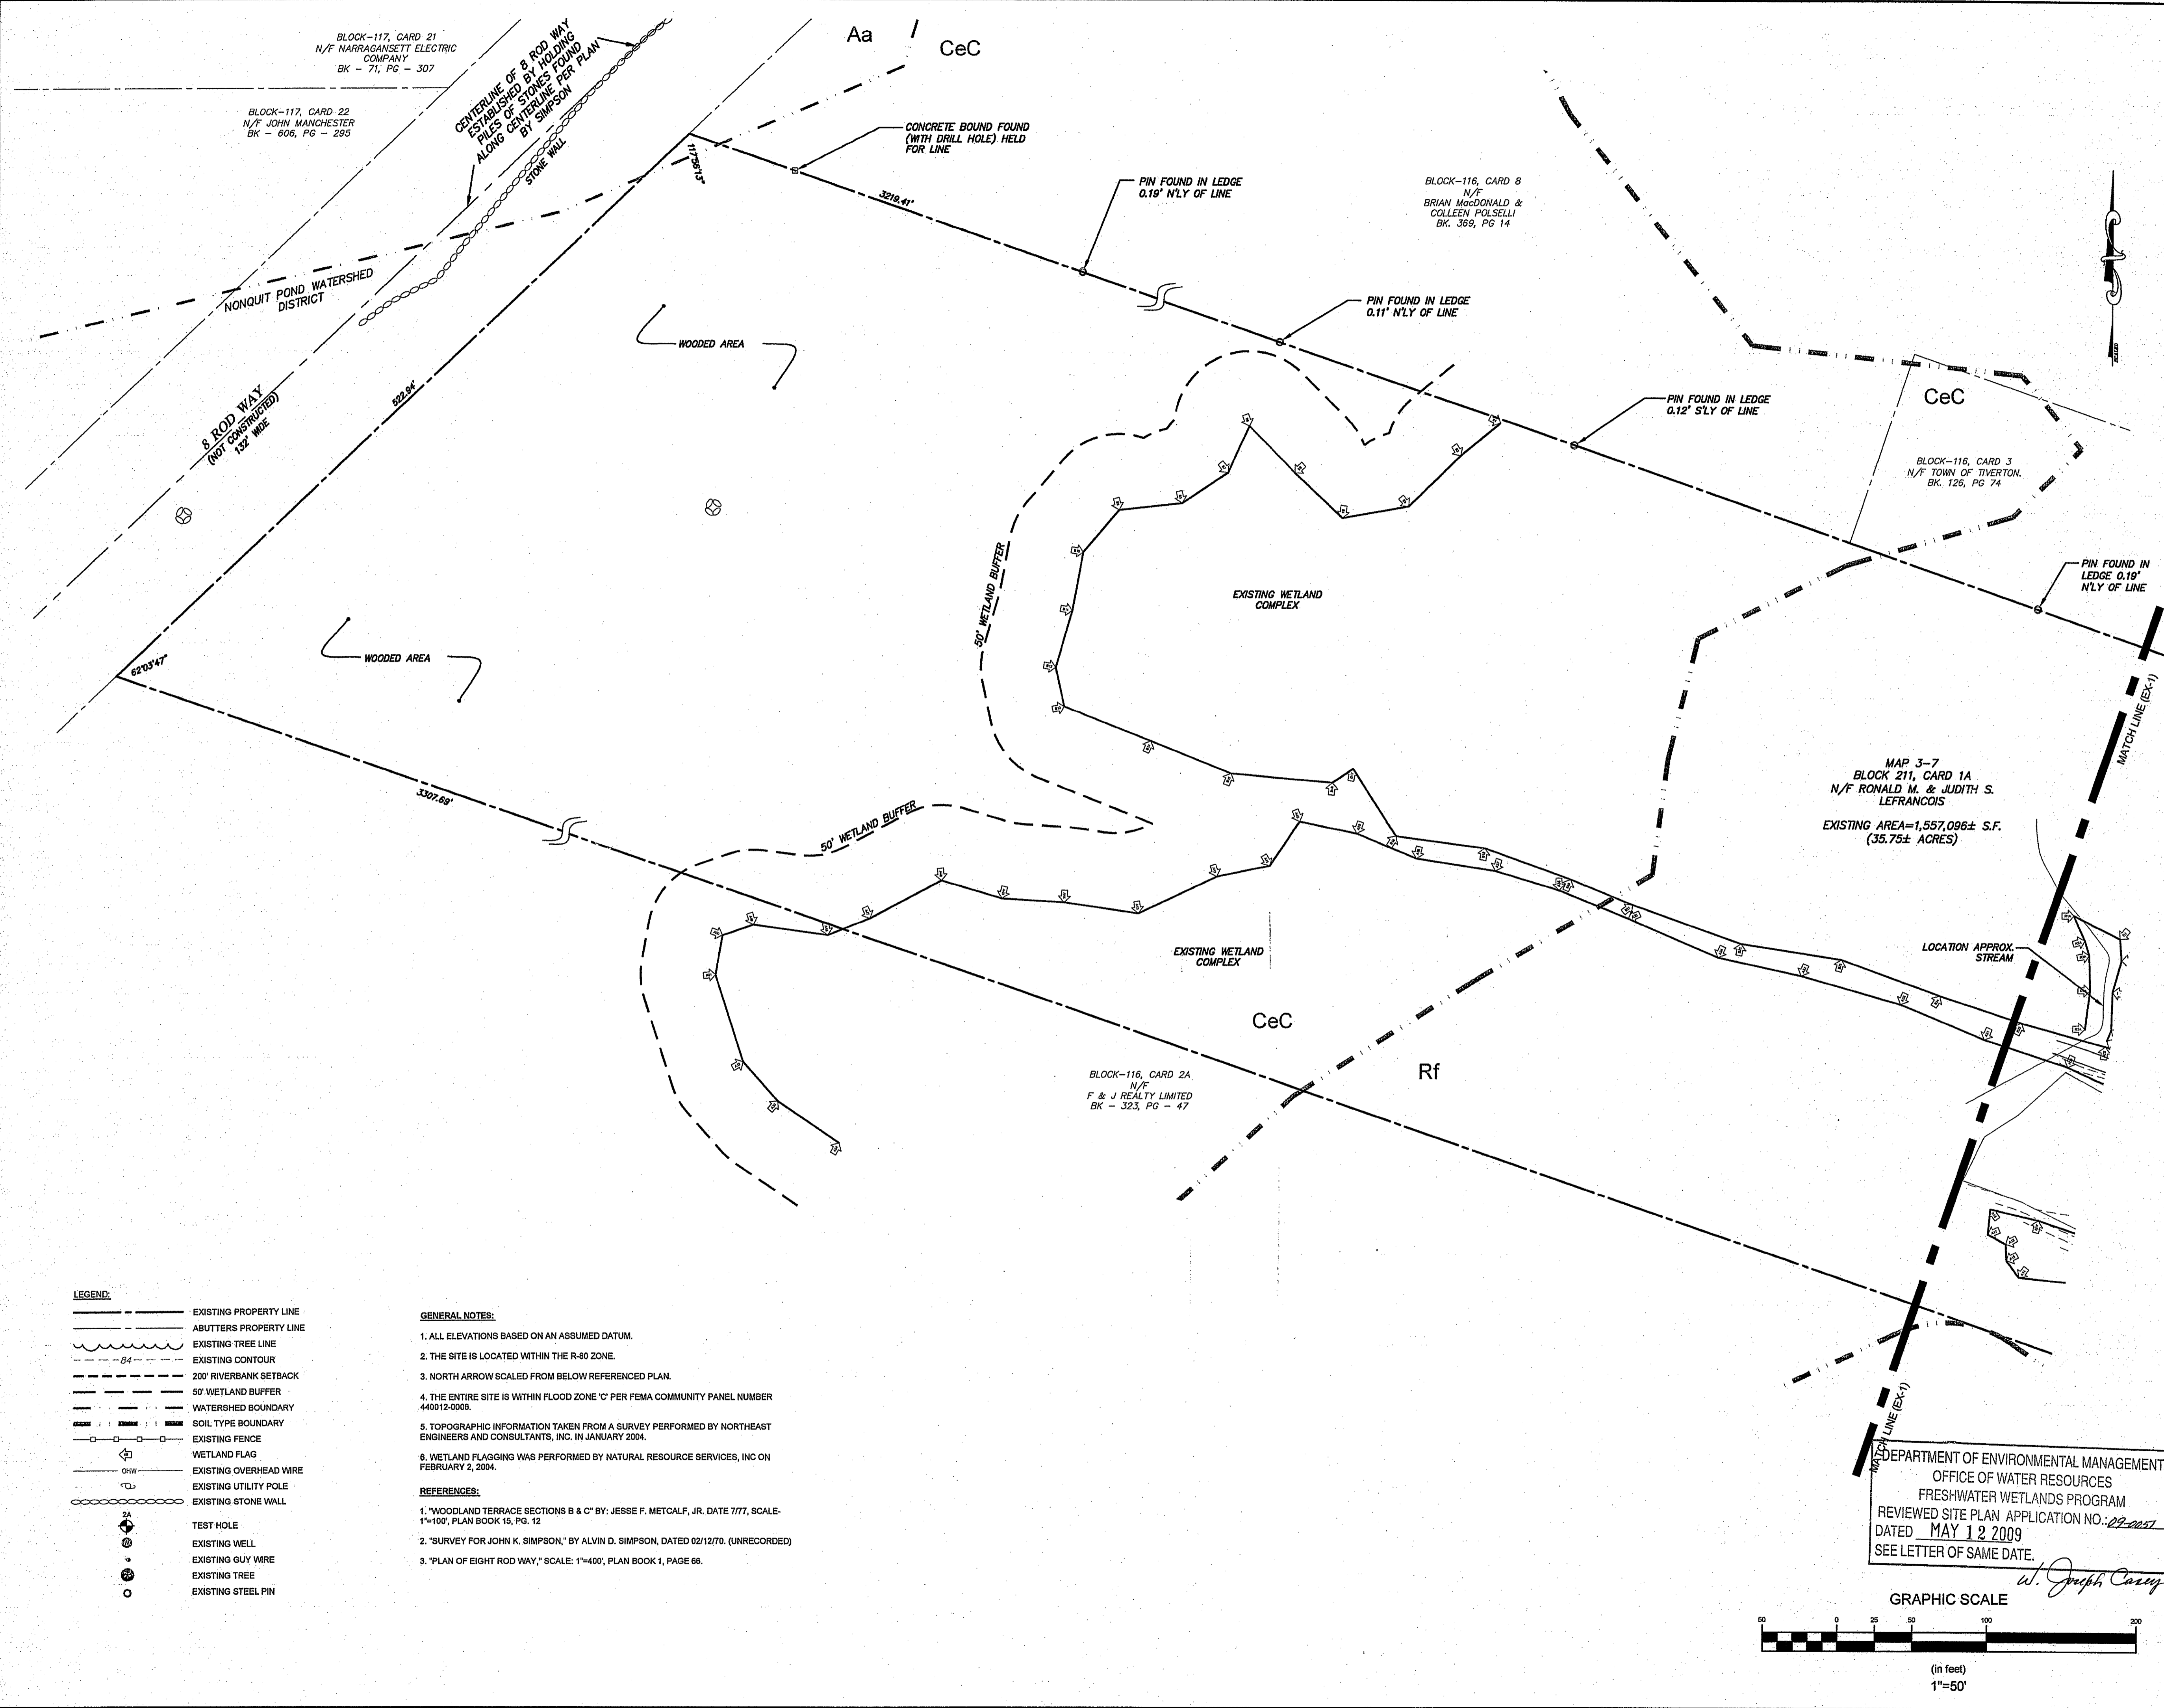 BLOCK-117, CARD 21
N/F NARRAGANSETT ELECTRIC
COMPANY
BK - 71, PG - 307
BLOCK-117, CARD 22
N/F JOHN MANCHESTER
BK - 606, PG - 295
CENTERLINE OF 8 ROD WAY
ESTABLISHED BY HOLDING
PILES OF STONES FOUND
ALONG CENTERLINE PER PLAN
BY SIMPSON
STONE WALL
Aa
CeC
CONCRETE BOUND FOUND
(WITH DRILL HOLE) HELD
FOR LINE
117°56'13"
3219.41'
PIN FOUND IN LEDGE
0.19' N'LY OF LINE
BLOCK-116, CARD 8
N/F
BRIAN MacDONALD &
COLLEEN POLSELLI
BK. 369, PG 14
NONQUIT POND WATERSHED
DISTRICT
PIN FOUND IN LEDGE
0.11' N'LY OF LINE
WOODED AREA
522.94'
8 ROD WAY
(NOT CONSTRUCTED)
132' WIDE
PIN FOUND IN LEDGE
0.12' S'LY OF LINE
CeC
BLOCK-116, CARD 3
N/F TOWN OF TIVERTON.
BK. 126, PG 74
PIN FOUND IN
LEDGE 0.19'
N'LY OF LINE
50' WETLAND BUFFER
EXISTING WETLAND
COMPLEX
WOODED AREA
62°03'47"
MATCH LINE (EX-1)
3307.69'
50' WETLAND BUFFER
MAP 3-7
BLOCK 211, CARD 1A
N/F RONALD M. & JUDITH S.
LEFRANCOIS
EXISTING AREA=1,557,096± S.F.
(35.75± ACRES)
EXISTING WETLAND
COMPLEX
LOCATION APPROX.
STREAM
CeC
Rf
BLOCK-116, CARD 2A
N/F
F & J REALTY LIMITED
BK - 323, PG - 47
MATCH LINE (EX-1)
LEGEND:
EXISTING PROPERTY LINE
ABUTTERS PROPERTY LINE
EXISTING TREE LINE
84
EXISTING CONTOUR
200' RIVERBANK SETBACK
50' WETLAND BUFFER
WATERSHED BOUNDARY
SOIL TYPE BOUNDARY
EXISTING FENCE
WETLAND FLAG
OHW
EXISTING OVERHEAD WIRE
EXISTING UTILITY POLE
EXISTING STONE WALL
2A
TEST HOLE
EXISTING WELL
EXISTING GUY WIRE
EXISTING TREE
EXISTING STEEL PIN
GENERAL NOTES:
1. ALL ELEVATIONS BASED ON AN ASSUMED DATUM.
2. THE SITE IS LOCATED WITHIN THE R-80 ZONE.
3. NORTH ARROW SCALED FROM BELOW REFERENCED PLAN.
4. THE ENTIRE SITE IS WITHIN FLOOD ZONE 'C' PER FEMA COMMUNITY PANEL NUMBER
440012-0006.
5. TOPOGRAPHIC INFORMATION TAKEN FROM A SURVEY PERFORMED BY NORTHEAST
ENGINEERS AND CONSULTANTS, INC. IN JANUARY 2004.
6. WETLAND FLAGGING WAS PERFORMED BY NATURAL RESOURCE SERVICES, INC ON
FEBRUARY 2, 2004.
REFERENCES:
1. "WOODLAND TERRACE SECTIONS B & C" BY: JESSE F. METCALF, JR. DATE 7/77, SCALE-
1"=100', PLAN BOOK 15, PG. 12
2. "SURVEY FOR JOHN K. SIMPSON," BY ALVIN D. SIMPSON, DATED 02/12/70. (UNRECORDED)
3. "PLAN OF EIGHT ROD WAY," SCALE: 1"=400', PLAN BOOK 1, PAGE 66.
DEPARTMENT OF ENVIRONMENTAL MANAGEMENT
OFFICE OF WATER RESOURCES
FRESHWATER WETLANDS PROGRAM
REVIEWED SITE PLAN APPLICATION NO.: 09-0051
DATED MAY 12 2009
SEE LETTER OF SAME DATE.
W. Joseph Casey
GRAPHIC SCALE
50 0 25 50 100 200
(in feet)
1"=50'